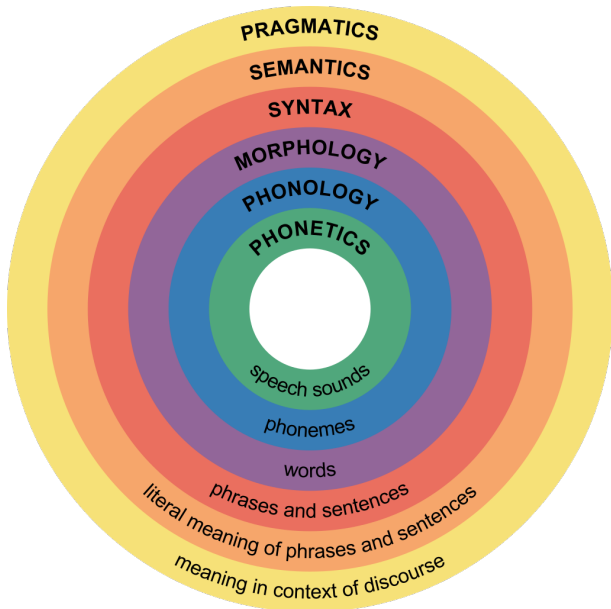 PRAGMATICS
SEMANTICS
SYNTAX
MORPHOLOGY
PHONOLOGY
PHONETICS
speech sounds
phonemes
words
phrases and sentences
literal meaning of phrases and sentences
meaning in context of discourse